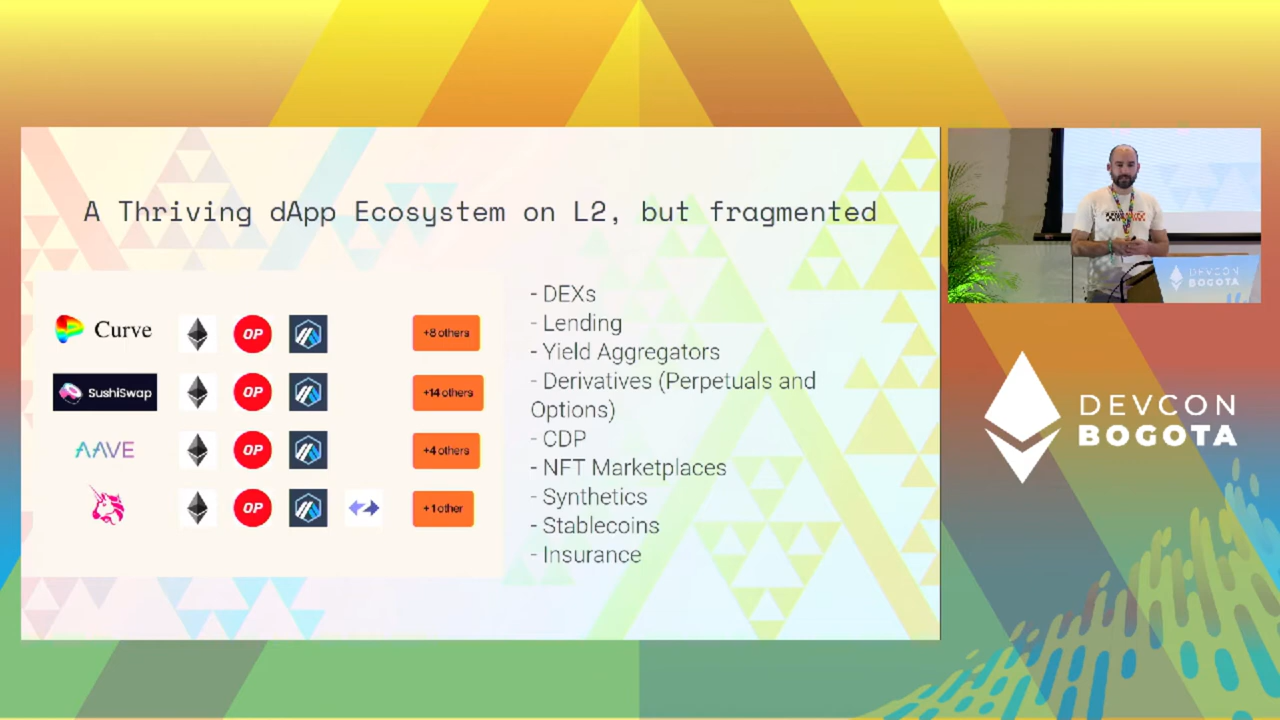 A Thriving dApp Ecosystem on L2, but fragmented
Curve
OP
+8 others
SushiSwap
OP
+14 others
AAVE
OP
+4 others
OP
+1 other
- DEXs
- Lending
- Yield Aggregators
- Derivatives (Perpetuals and
Options)
- CDP
- NFT Marketplaces
- Synthetics
- Stablecoins
- Insurance
DEVCON
BOGOTA
DEVCON
BOGOTA